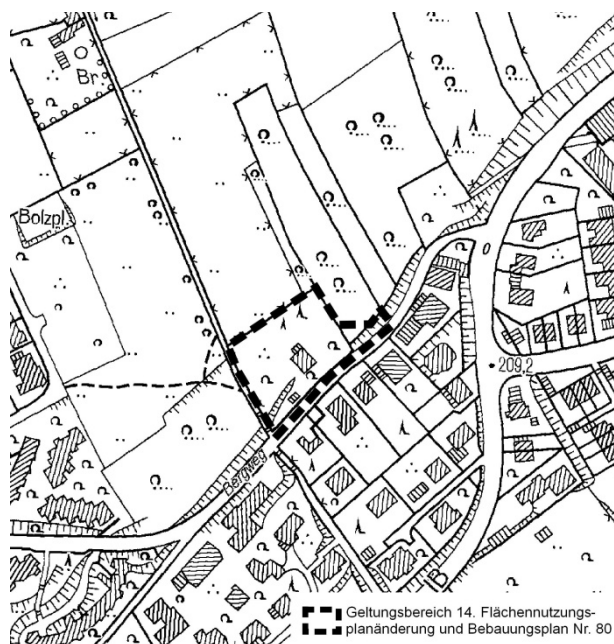 Br.
Bolzpl.
209,2
Bergweg
B
Geltungsbereich 14. Flächennutzungs-
planänderung und Bebauungsplan Nr. 80